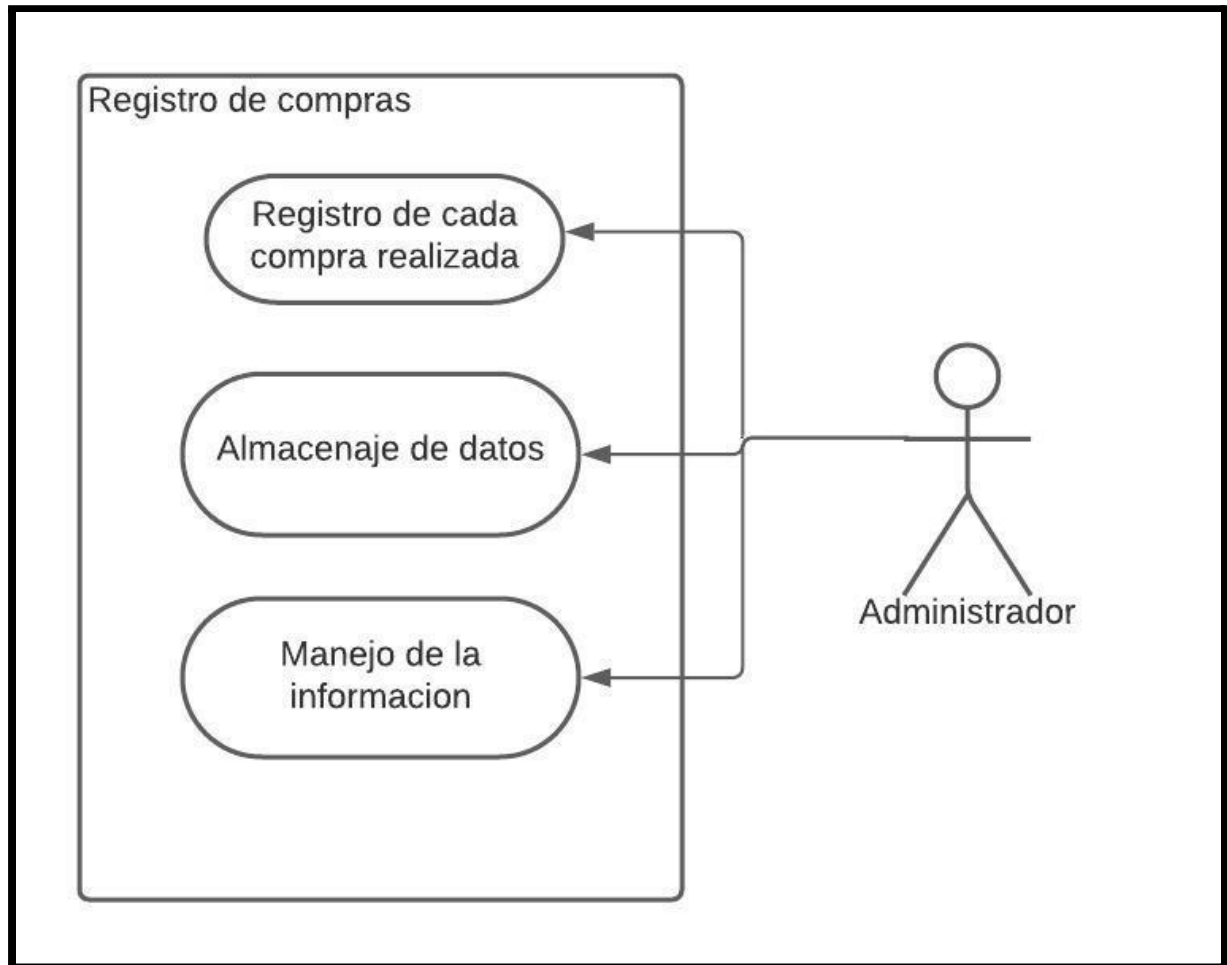 Registro de compras
Registro de cada
compra realizada
Almacenaje de datos
Manejo de la
informacion
Administrador